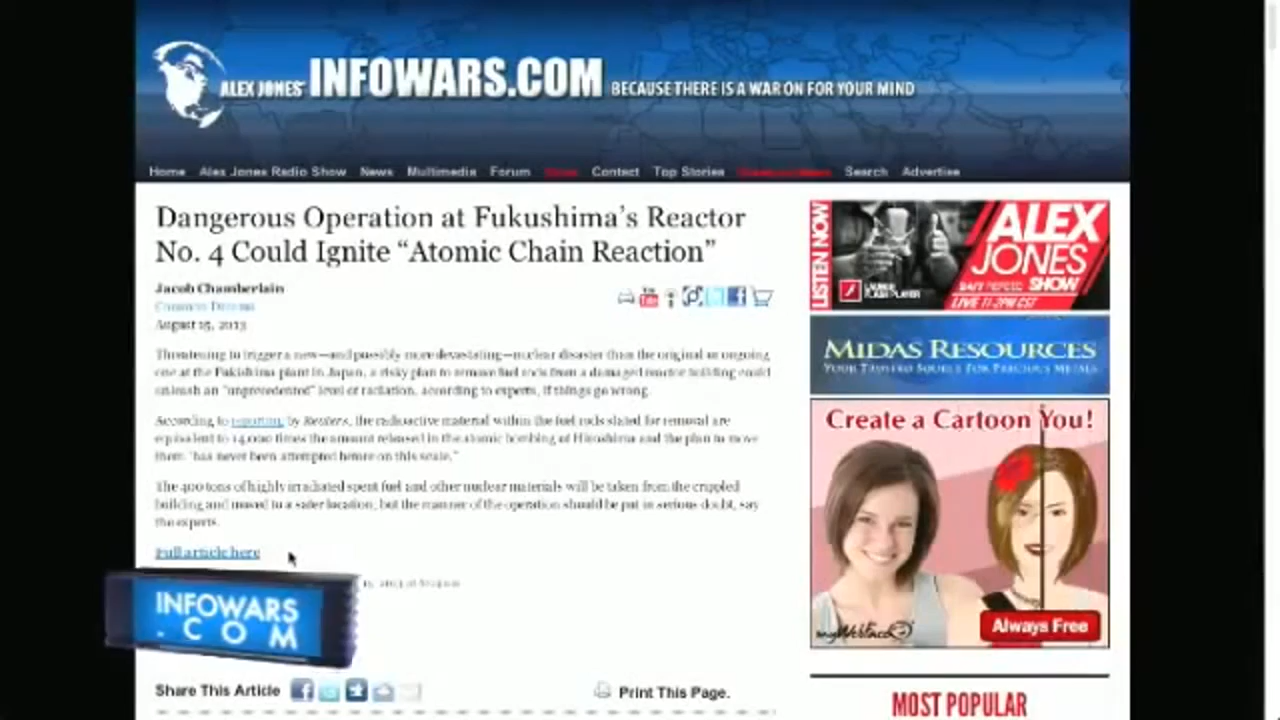 ALEX JONES' INFOWARS.COM BECAUSE THERE IS A WAR ON FOR YOUR MIND
Home Alex Jones Radio Show News Multimedia Forum Contact Top Stories Search Advertise
Dangerous Operation at Fukushima's Reactor
No. 4 Could Ignite “Atomic Chain Reaction”
Jacob Chamberlain
Common Dreams
August 15, 2013
Threatening to trigger a new—and possibly more devastating—nuclear disaster than the original or ongoing
one at the Fukishima plant in Japan, a risky plan to remove fuel rods from a damaged reactor building could
unleash an "unprecedented" level of radiation, according to experts, if things go wrong.
According to reporting, by Reuters, the radioactive material within the fuel rods slated for removal are
equivalent to 14,000 times the amount released in the atomic bombing of Hiroshima and the plan to move
them "has never been attempted before on this scale."
The 400 tons of highly irradiated spent fuel and other nuclear materials will be taken from the crippled
building and moved to a safer location, but the manner of the operation should be put in serious doubt, say
the experts.
Full article here
INFOWARS
.COM
Share This Article
Print This Page.
LISTEN NOW
ALEX
JONES
SHOW
LAUNCH
FLASH PLAYER
LIVE 11-2PM CST
MIDAS RESOURCES
YOUR TRUSTED SOURCE FOR PRECIOUS METALS
Create a Cartoon You!
myWebFace
Always Free
MOST POPULAR